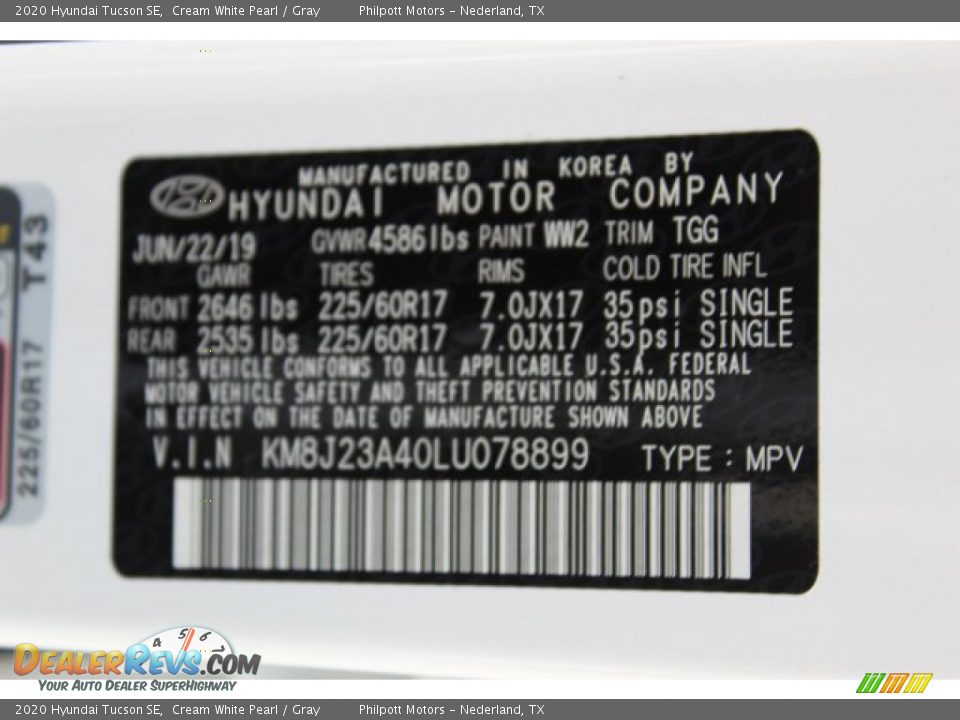 2020 Hyundai Tucson SE, Cream White Pearl / Gray Philpott Motors - Nederland, TX
MANUFACTURED IN KOREA BY
HYUNDAI MOTOR COMPANY
JUN/22/19 GVWR 4586lbs PAINT WW2 TRIM TGG
GAWR TIRES RIMS COLD TIRE INFL
FRONT 2646 lbs 225/60R17 7.0JX17 35psi SINGLE
REAR 2535 lbs 225/60R17 7.0JX17 35psi SINGLE
THIS VEHICLE CONFORMS TO ALL APPLICABLE U.S.A. FEDERAL
MOTOR VEHICLE SAFETY AND THEFT PREVENTION STANDARDS
IN EFFECT ON THE DATE OF MANUFACTURE SHOWN ABOVE
V.I.N KM8J23A40LU078899 TYPE : MPV
225/60R17 T43
4 5 6 7
DealerRevs.com
Your Auto Dealer SuperHighway
2020 Hyundai Tucson SE, Cream White Pearl / Gray Philpott Motors - Nederland, TX